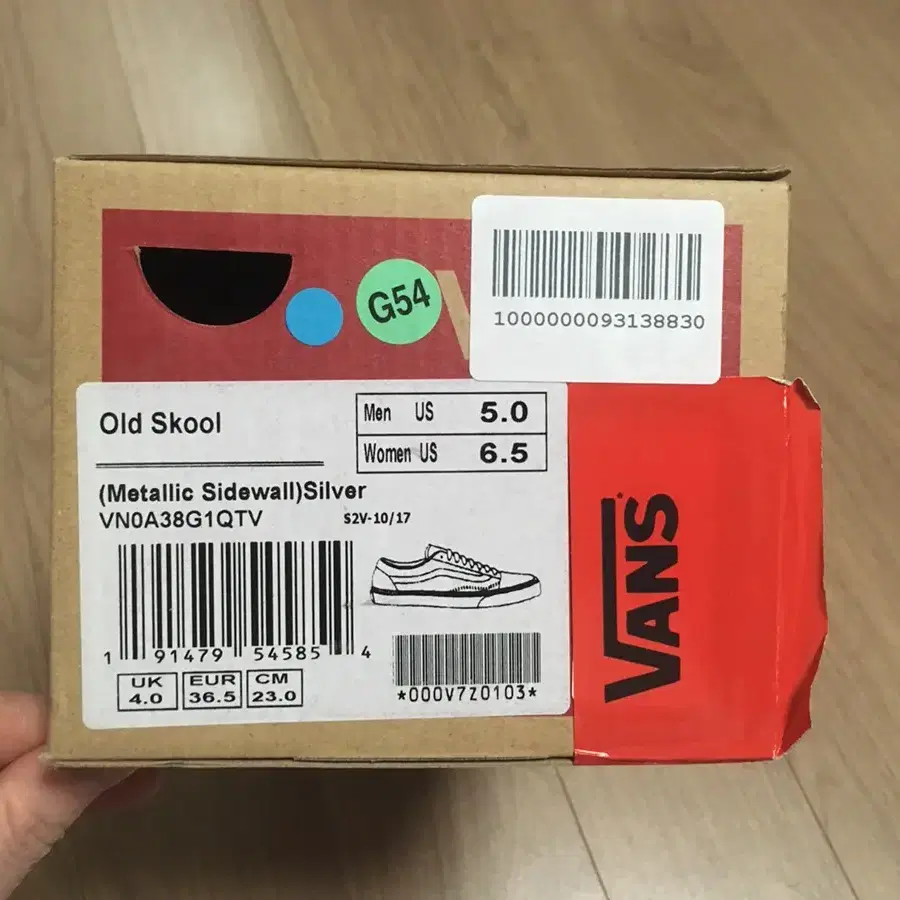 G54
1000000093138830
Old Skool
Men US 5.0
Women US 6.5
(Metallic Sidewall)Silver
VN0A38G1QTV
S2V-10/17
1 91479 54585 4
UK EUR CM
4.0 36.5 23.0
*000V7Z0103*
VANS